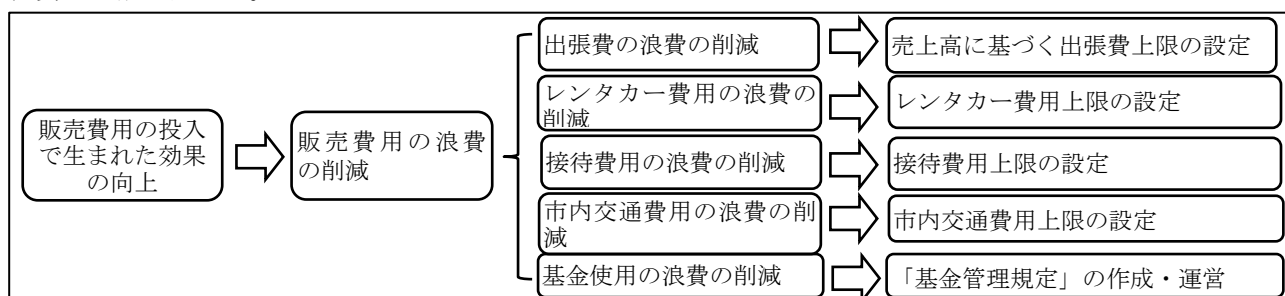 販売費用の投入
で生まれた効果
の向上
販売費用の浪費
の削減
出張費の浪費の削減
売上高に基づく出張費上限の設定
レンタカー費用の浪費の
削減
レンタカー費用上限の設定
接待費用の浪費の削減
接待費用上限の設定
市内交通費用の浪費の削
減
市内交通費用上限の設定
基金使用の浪費の削減
「基金管理規定」の作成・運営